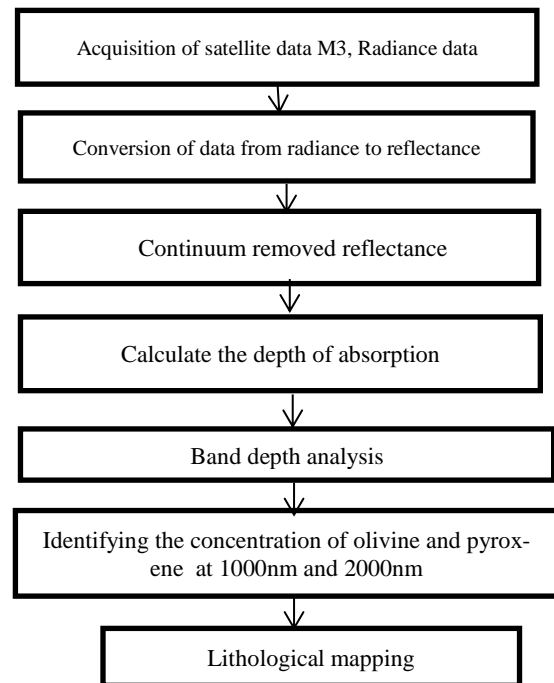 Acquisition of satellite data M3, Radiance data
Conversion of data from radiance to reflectance
Continuum removed reflectance
Calculate the depth of absorption
Band depth analysis
Identifying the concentration of olivine and pyrox-
ene at 1000nm and 2000nm
Lithological mapping